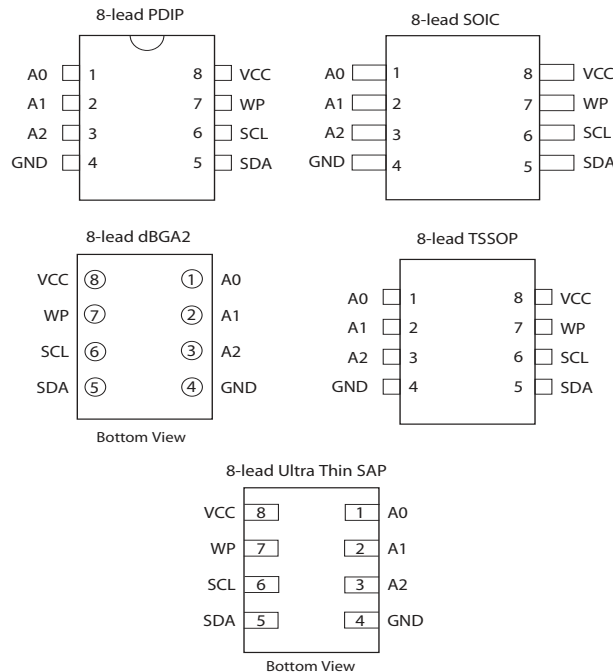 8-lead PDIP
A0 1 8 VCC
A1 2 7 WP
A2 3 6 SCL
GND 4 5 SDA
8-lead SOIC
A0 1 8 VCC
A1 2 7 WP
A2 3 6 SCL
GND 4 5 SDA
8-lead dBGA2
VCC 8 1 A0
WP 7 2 A1
SCL 6 3 A2
SDA 5 4 GND
Bottom View
8-lead TSSOP
A0 1 8 VCC
A1 2 7 WP
A2 3 6 SCL
GND 4 5 SDA
8-lead Ultra Thin SAP
VCC 8 1 A0
WP 7 2 A1
SCL 6 3 A2
SDA 5 4 GND
Bottom View